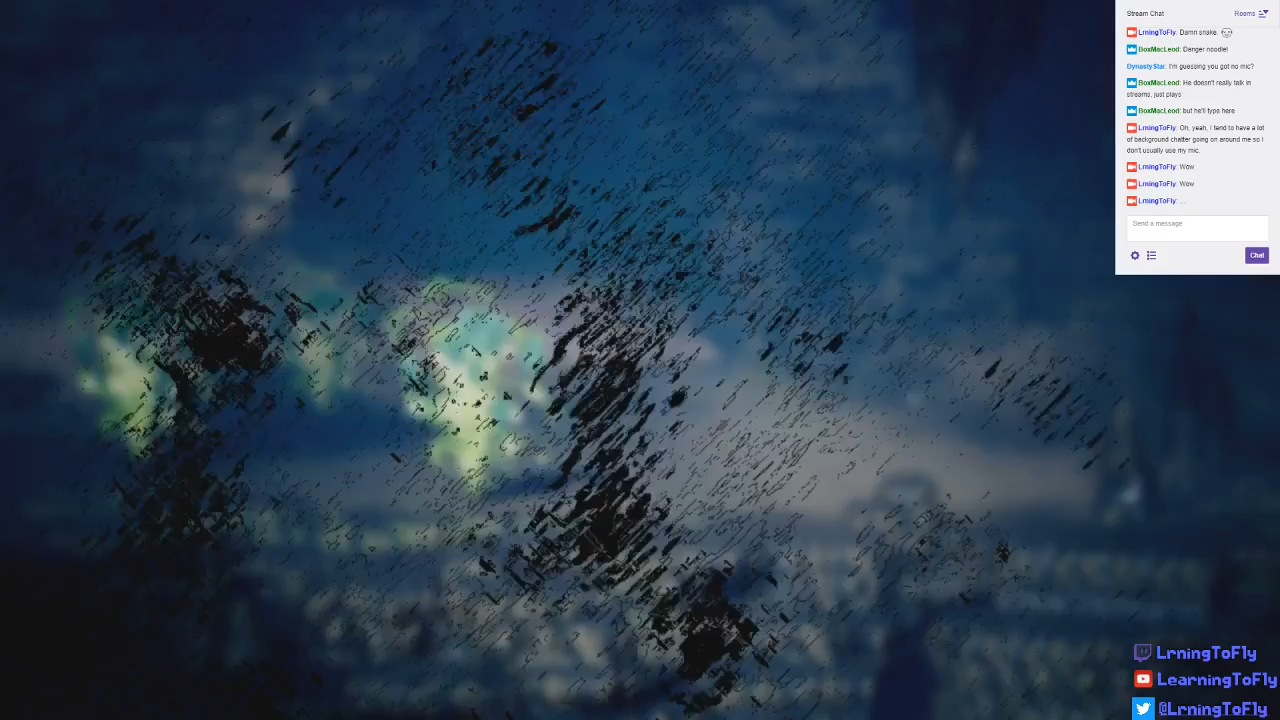 Stream Chat
Rooms
LrningToFly: Damn snake.
BoxMacLeod: Danger noodle!
DynastyStar: I'm guessing you got no mic?
BoxMacLeod: He doesn't really talk in
streams, just plays
BoxMacLeod: but he'll type here
LrningToFly: Oh, yeah, I tend to have a lot
of background chatter going on around me so I
don't usually use my mic.
LrningToFly: Wow
LrningToFly: Wow
LrningToFly: ...
Send a message
Chat
LrningToFly
LearningToFly
@LrningToFly